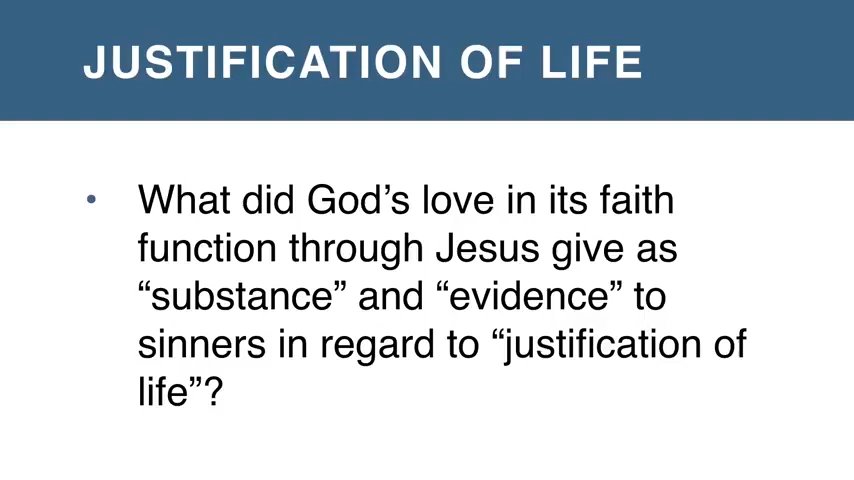 JUSTIFICATION OF LIFE
• What did God’s love in its faith
function through Jesus give as
“substance” and “evidence” to
sinners in regard to “justification of
life”?